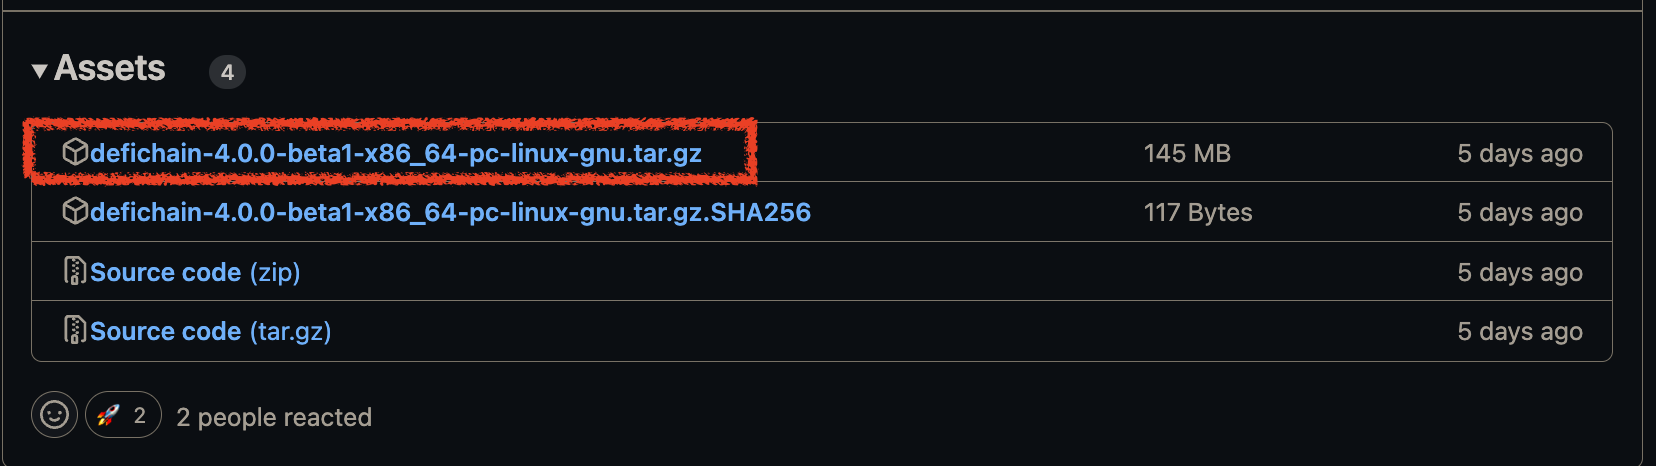 ▾ Assets 4
defichain-4.0.0-beta1-x86_64-pc-linux-gnu.tar.gz 145 MB 5 days ago
defichain-4.0.0-beta1-x86_64-pc-linux-gnu.tar.gz.SHA256 117 Bytes 5 days ago
Source code (zip) 5 days ago
Source code (tar.gz) 5 days ago
🚀 2 2 people reacted